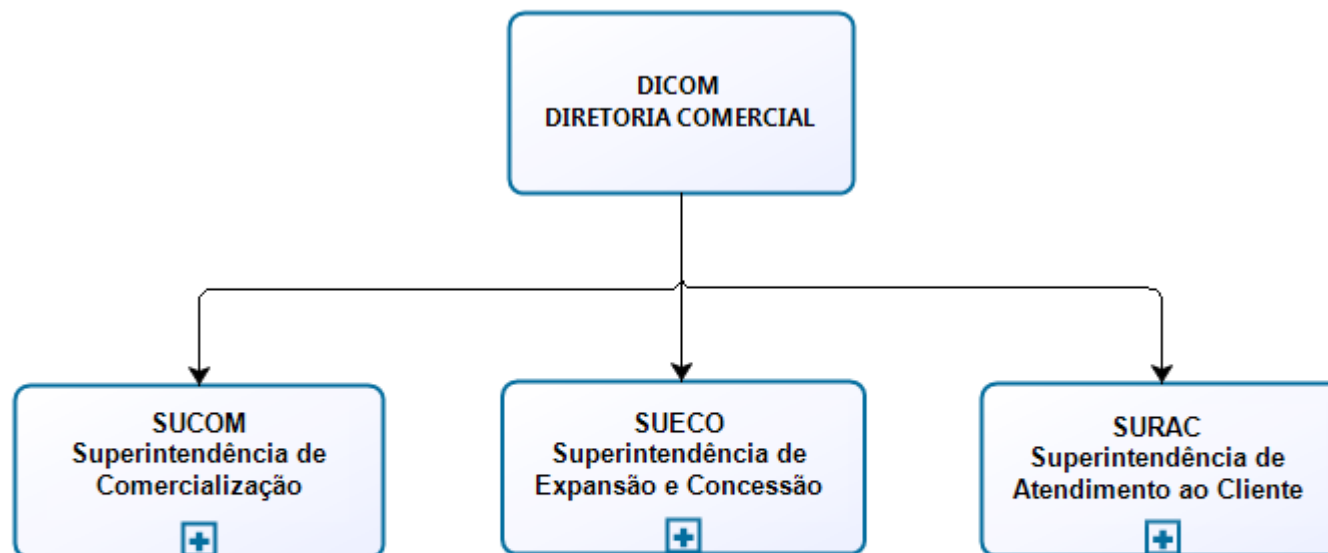 DICOM
DIRETORIA COMERCIAL
SUCOM
Superintendência de
Comercialização
SUECO
Superintendência de
Expansão e Concessão
SURAC
Superintendência de
Atendimento ao Cliente